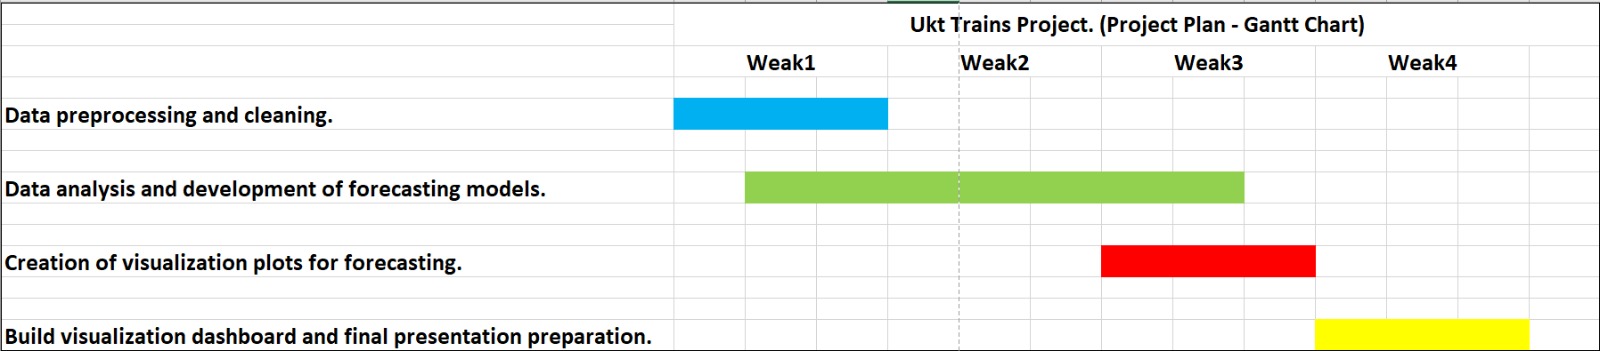 Ukt Trains Project. (Project Plan - Gantt Chart)
Weak1 Weak2 Weak3 Weak4
Data preprocessing and cleaning.
Data analysis and development of forecasting models.
Creation of visualization plots for forecasting.
Build visualization dashboard and final presentation preparation.